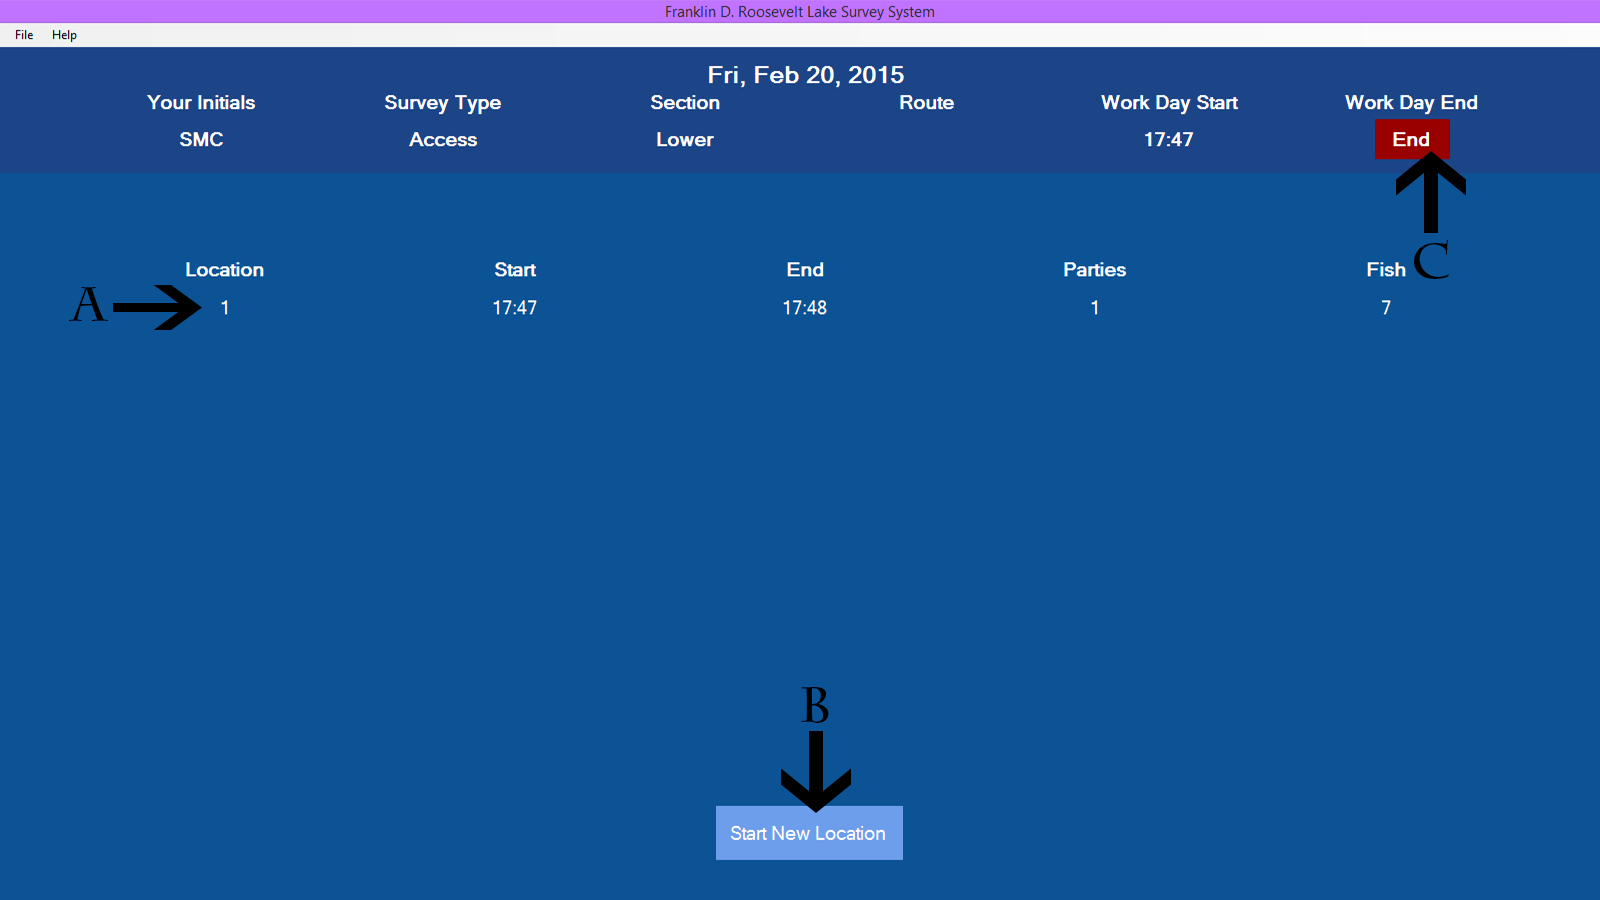 Franklin D. Roosevelt Lake Survey System
File Help
Fri, Feb 20, 2015
Your Initials Survey Type Section Route Work Day Start Work Day End
SMC Access Lower 17:47 End
C
Location Start End Parties Fish
A 1 17:47 17:48 1 7
B
Start New Location